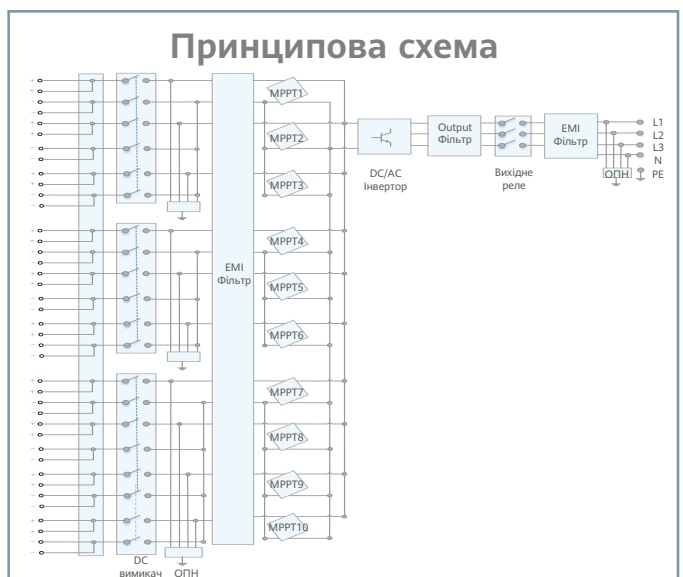 Принципова схема
MPPT1
MPPT2
MPPT3
MPPT4
MPPT5
MPPT6
MPPT7
MPPT8
MPPT9
MPPT10
EMI
Фільтр
DC/AC
Інвертор
Output
Фільтр
Вихідне
реле
EMI
Фільтр
L1
L2
L3
N
PE
ОПН
DC
вимикач
ОПН